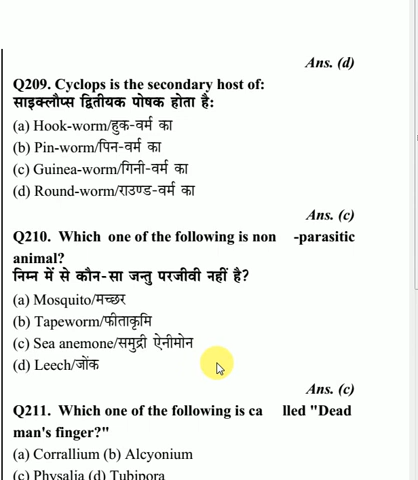 Ans. (d)
Q209. Cyclops is the secondary host of:
साइक्लौप्स द्वितीयक पोषक होता है:
(a) Hook-worm/हुक-वर्म का
(b) Pin-worm/पिन-वर्म का
(c) Guinea-worm/गिनी-वर्म का
(d) Round-worm/राउण्ड-वर्म का
Ans. (c)
Q210. Which one of the following is non -parasitic
animal?
निम्न में से कौन-सा जन्तु परजीवी नहीं है?
(a) Mosquito/मच्छर
(b) Tapeworm/फीताकृमि
(c) Sea anemone/समुद्री ऐनीमोन
(d) Leech/जोंक
Ans. (c)
Q211. Which one of the following is ca lled "Dead
man's finger?"
(a) Corrallium (b) Alcyonium
(c) Physalia (d) Tubipora